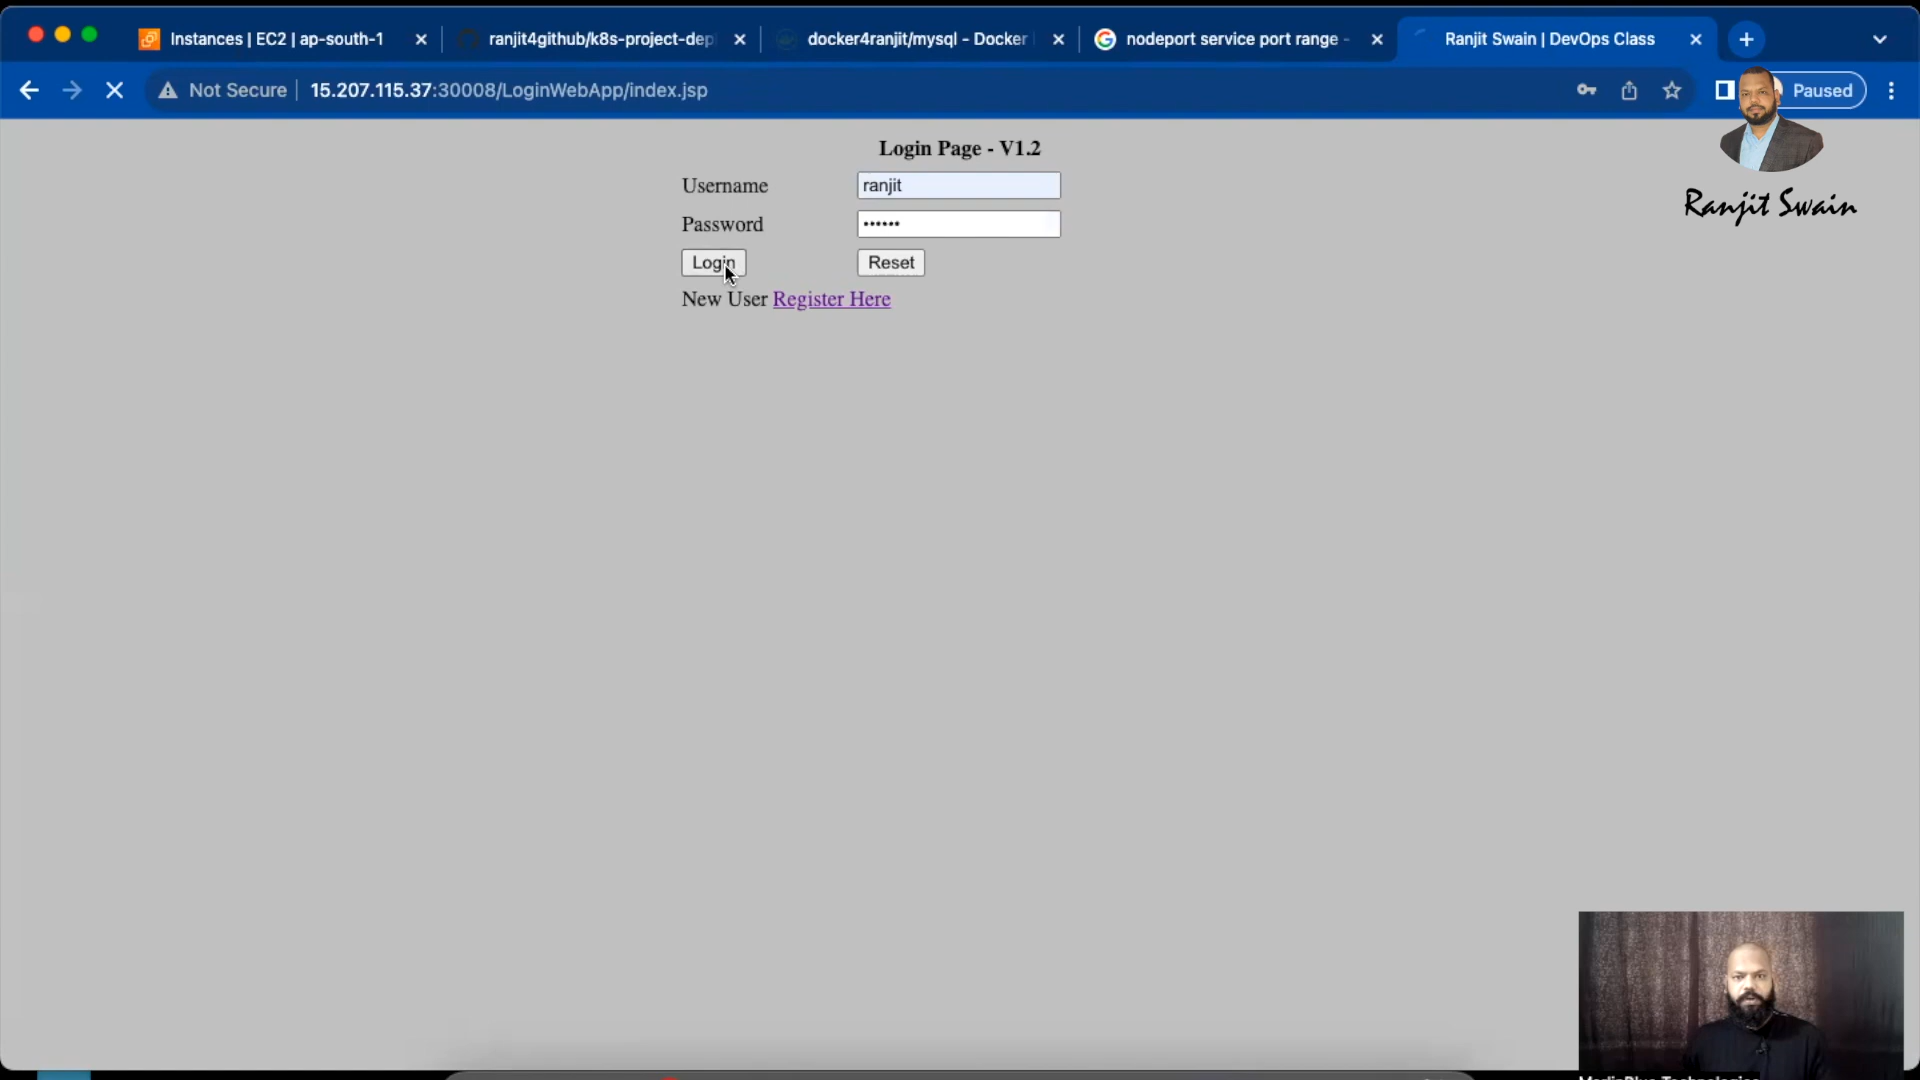 Instances | EC2 | ap-south-1
ranjit4github/k8s-project-dep
docker4ranjit/mysql - Docker
nodeport service port range -
Ranjit Swain | DevOps Class
Not Secure
15.207.115.37:30008/LoginWebApp/index.jsp
Paused
Ranjit Swain
Login Page - V1.2
Username
ranjit
Password
••••••
Login
Reset
New User Register Here